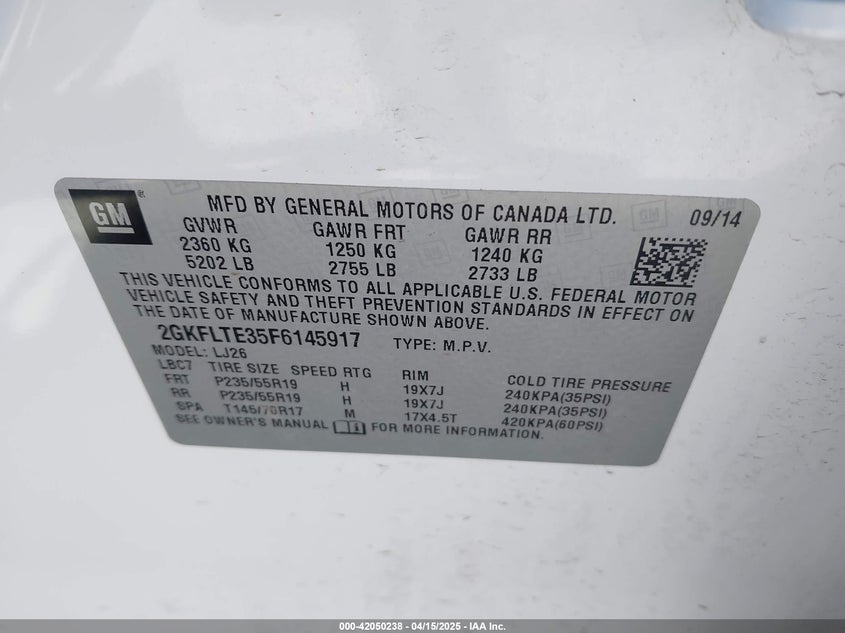 GM ®
MFD BY GENERAL MOTORS OF CANADA LTD. 09/14
GVWR GAWR FRT GAWR RR
2360 KG 1250 KG 1240 KG
5202 LB 2755 LB 2733 LB
THIS VEHICLE CONFORMS TO ALL APPLICABLE U.S. FEDERAL MOTOR
VEHICLE SAFETY AND THEFT PREVENTION STANDARDS IN EFFECT ON
THE DATE OF MANUFACTURE SHOWN ABOVE.
2GKFLTE35F6145917 TYPE: M.P.V.
MODEL: LJ26
LBC7 TIRE SIZE SPEED RTG RIM COLD TIRE PRESSURE
FRT P235/55R19 H 19X7J 240KPA(35PSI)
RR P235/55R19 H 19X7J 240KPA(35PSI)
SPA T145/70R17 M 17X4.5T 420KPA(60PSI)
SEE OWNER'S MANUAL FOR MORE INFORMATION.
000-42050238 - 04/15/2025 - IAA Inc.